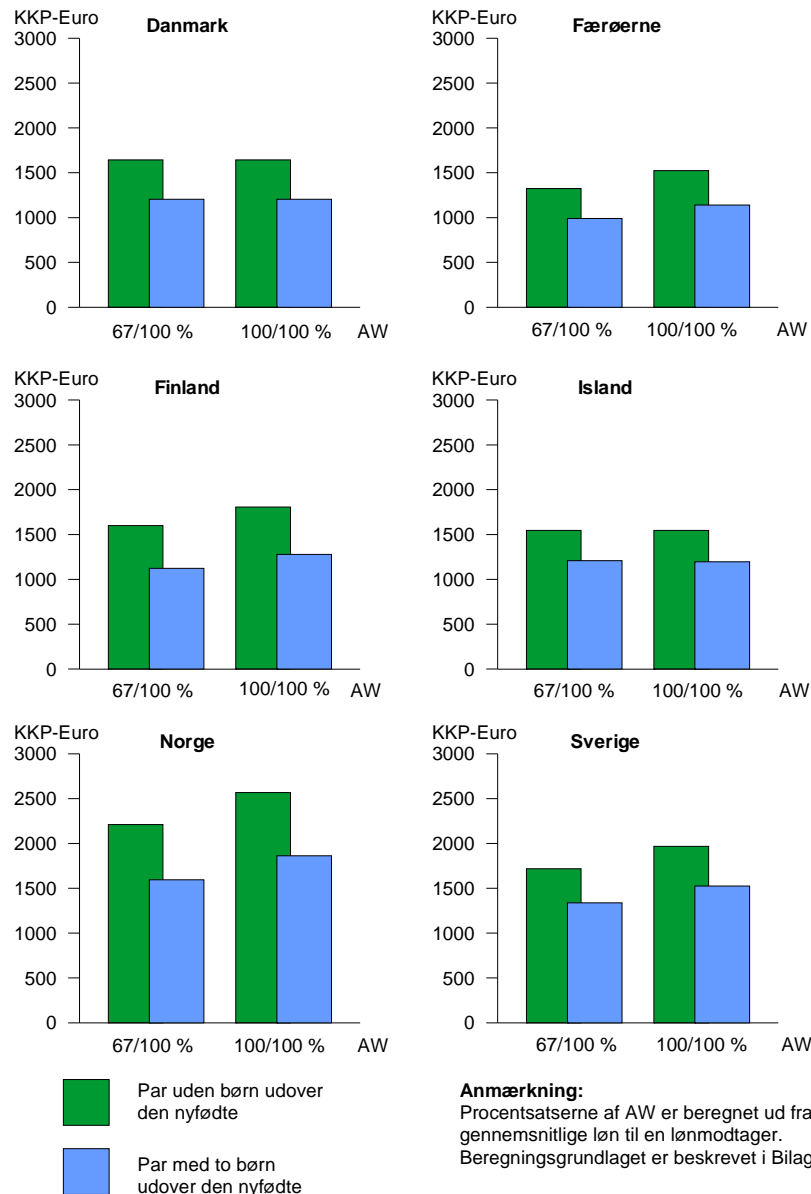 KKP-Euro
Danmark
3000
2500
2000
1500
1000
500
0
67/100 %
100/100 %
AW
KKP-Euro
Færøerne
3000
2500
2000
1500
1000
500
0
67/100 %
100/100 %
AW
KKP-Euro
Finland
3000
2500
2000
1500
1000
500
0
67/100 %
100/100 %
AW
KKP-Euro
Island
3000
2500
2000
1500
1000
500
0
67/100 %
100/100 %
AW
KKP-Euro
Norge
3000
2500
2000
1500
1000
500
0
67/100 %
100/100 %
AW
KKP-Euro
Sverige
3000
2500
2000
1500
1000
500
0
67/100 %
100/100 %
AW
Par uden børn udover
den nyfødte
Par med to børn
udover den nyfødte
Anmærkning:
Procentsatserne af AW er beregnet ud fra
gennemsnitlige løn til en lønmodtager.
Beregningsgrundlaget er beskrevet i Bilag